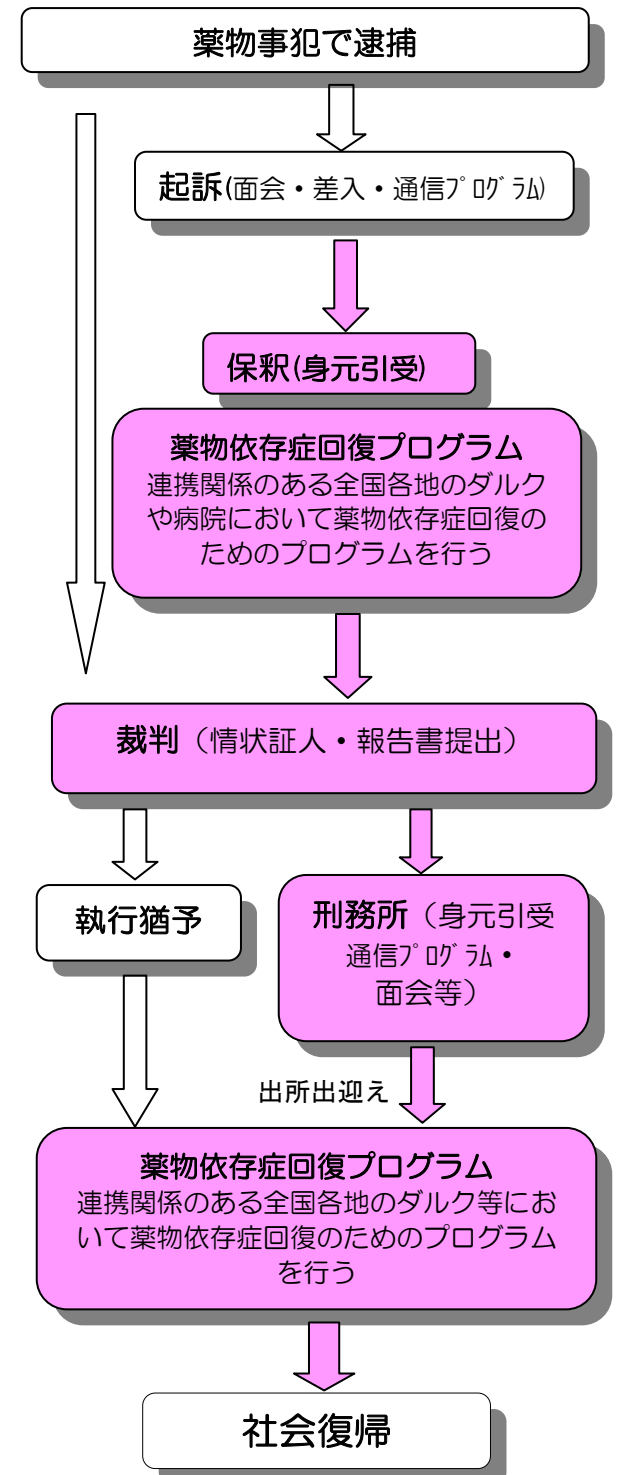 薬物事犯で逮捕
起訴(面会・差入・通信ﾌﾟﾛｸﾞﾗﾑ)
保釈(身元引受)
薬物依存症回復プログラム
連携関係のある全国各地のダルク
や病院において薬物依存症回復の
ためのプログラムを行う
裁判（情状証人・報告書提出）
執行猶予
刑務所（身元引受
通信ﾌﾟﾛｸﾞﾗﾑ・
面会等）
出所出迎え
薬物依存症回復プログラム
連携関係のある全国各地のダルク等にお
いて薬物依存症回復のためのプログラム
を行う
社会復帰